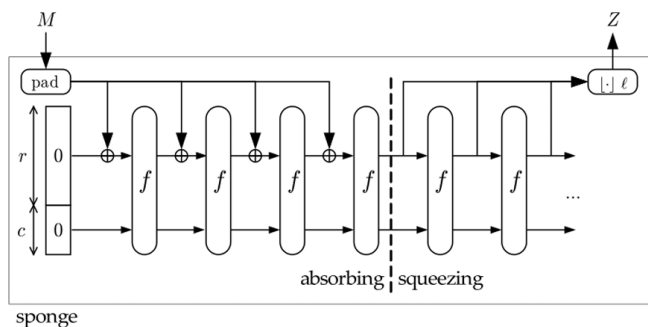 M Z
pad ⌊·⌋ ℓ
r 0 f f f f f f
c 0 ...
absorbing squeezing
sponge